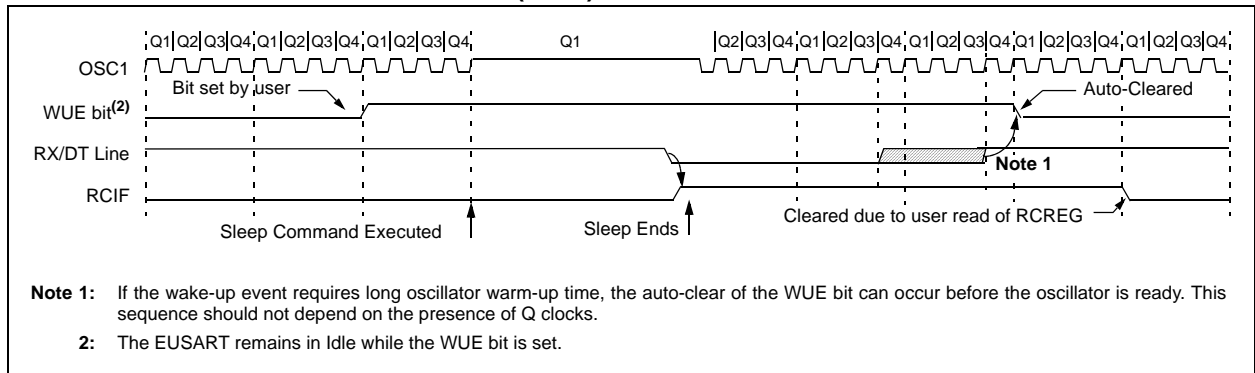 Q1 Q2 Q3 Q4 Q1 Q2 Q3 Q4 Q1 Q2 Q3 Q4 Q1 Q2 Q3 Q4 Q1 Q2 Q3 Q4 Q1 Q2 Q3 Q4 Q1 Q2 Q3 Q4
OSC1
Bit set by user
Auto-Cleared
WUE bit(2)
RX/DT Line
Note 1
RCIF
Cleared due to user read of RCREG
Sleep Command Executed
Sleep Ends
Note 1: If the wake-up event requires long oscillator warm-up time, the auto-clear of the WUE bit can occur before the oscillator is ready. This
sequence should not depend on the presence of Q clocks.
2: The EUSART remains in Idle while the WUE bit is set.